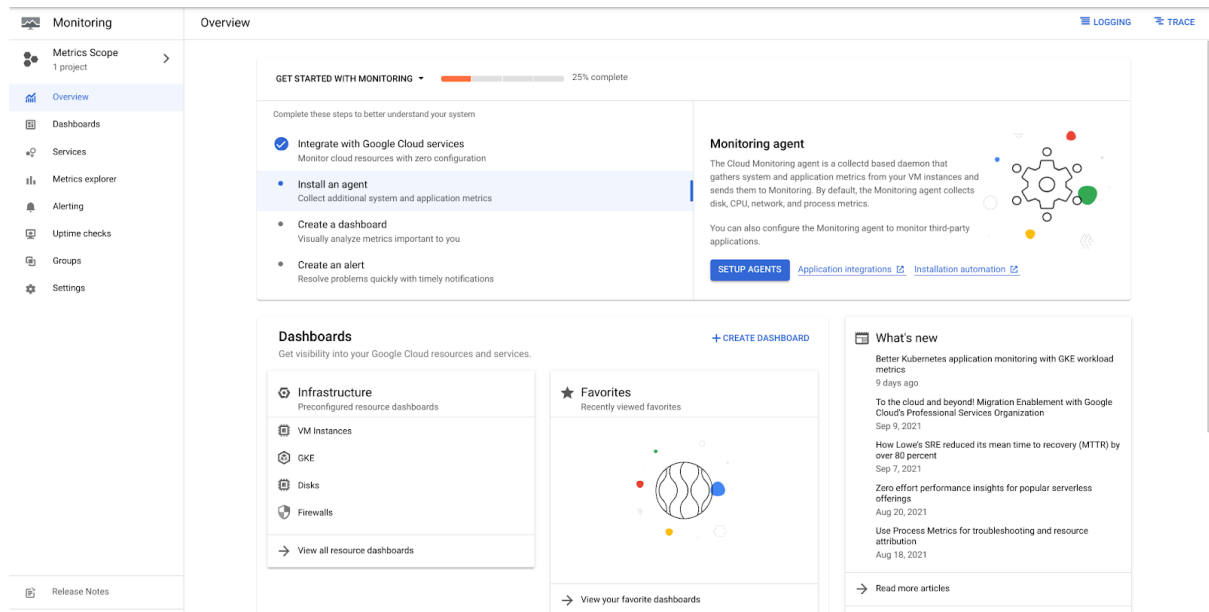 Monitoring
Metrics Scope
1 project
Overview
Dashboards
Services
Metrics explorer
Alerting
Uptime checks
Groups
Settings
Release Notes
Overview
LOGGING
TRACE
GET STARTED WITH MONITORING
25% complete
Complete these steps to better understand your system
Integrate with Google Cloud services
Monitor cloud resources with zero configuration
Install an agent
Collect additional system and application metrics
Create a dashboard
Visually analyze metrics important to you
Create an alert
Resolve problems quickly with timely notifications
Monitoring agent
The Cloud Monitoring agent is a collectd based daemon that
gathers system and application metrics from your VM instances and
sends them to Monitoring. By default, the Monitoring agent collects
disk, CPU, network, and process metrics.
You can also configure the Monitoring agent to monitor third-party
applications.
SETUP AGENTS
Application integrations
Installation automation
Dashboards
Get visibility into your Google Cloud resources and services.
CREATE DASHBOARD
Infrastructure
Preconfigured resource dashboards
VM Instances
GKE
Disks
Firewalls
View all resource dashboards
Favorites
Recently viewed favorites
View your favorite dashboards
What's new
Better Kubernetes application monitoring with GKE workload
metrics
9 days ago
To the cloud and beyond! Migration Enablement with Google
Cloud's Professional Services Organization
Sep 9, 2021
How Lowe's SRE reduced its mean time to recovery (MTTR) by
over 80 percent
Sep 7, 2021
Zero effort performance insights for popular serverless
offerings
Aug 20, 2021
Use Process Metrics for troubleshooting and resource
attribution
Aug 18, 2021
Read more articles